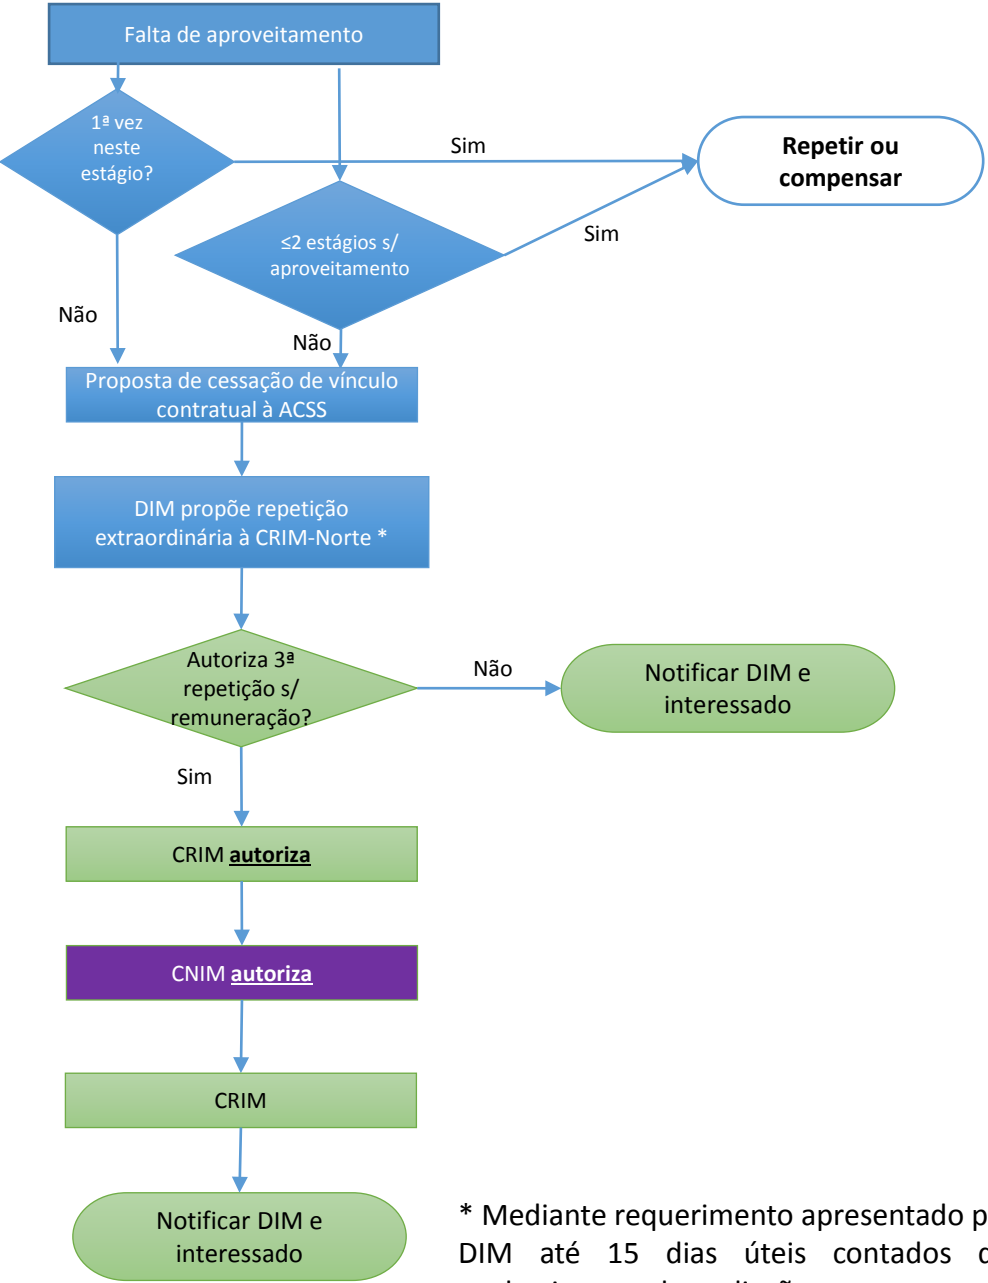 Falta de aproveitamento
1ª vez
neste
estágio?
Sim
Repetir ou
compensar
≤2 estágios s/
aproveitamento
Sim
Não
Não
Proposta de cessação de vínculo
contratual à ACSS
DIM propõe repetição
extraordinária à CRIM-Norte *
Autoriza 3ª
repetição s/
remuneração?
Não
Notificar DIM e
interessado
Sim
CRIM autoriza
CNIM autoriza
CRIM
Notificar DIM e
interessado
* Mediante requerimento apresentado
DIM até 15 dias úteis contados